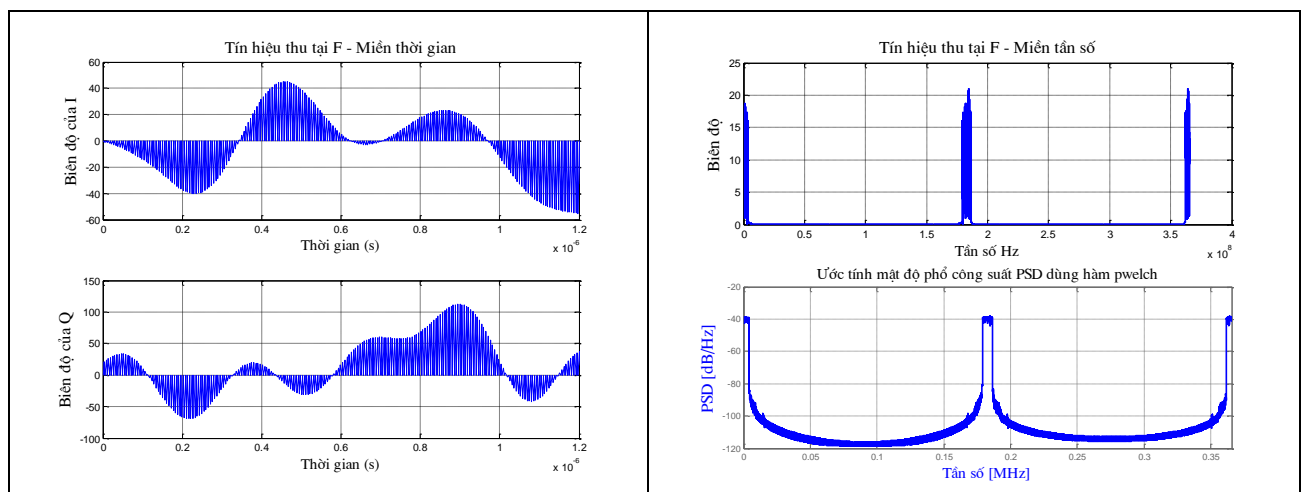 Tín hiệu thu tại F - Miền thời gian
60
40
20
0
-20
-40
-60
Biên độ của I
0 0.2 0.4 0.6 0.8 1 1.2
Thời gian (s)
x 10^-6
150
100
50
0
-50
-100
Biên độ của Q
0 0.2 0.4 0.6 0.8 1 1.2
Thời gian (s)
x 10^-6
Tín hiệu thu tại F - Miền tần số
25
20
15
10
5
0
Biên độ
0 0.5 1 1.5 2 2.5 3 3.5 4
Tần số Hz
x 10^8
Ước tính mật độ phổ công suất PSD dùng hàm pwelch
-20
-40
-60
-80
-100
-120
PSD [dB/Hz]
0 0.05 0.1 0.15 0.2 0.25 0.3 0.35
Tần số [MHz]